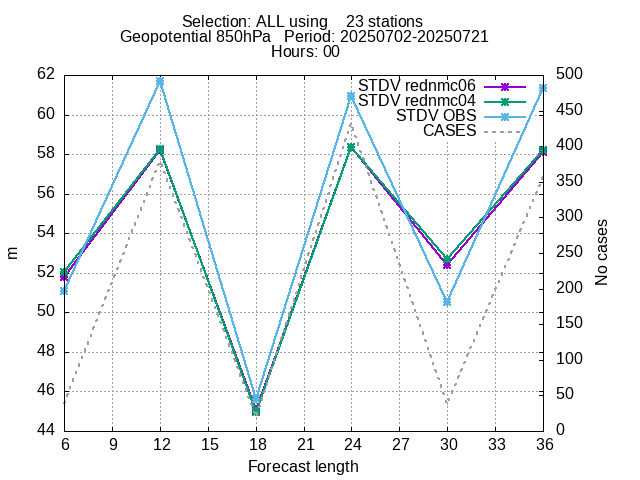 Selection: ALL using    23 stations
Geopotential 850hPa   Period: 20250702-20250721
Hours: 00
STDV rednmc06
STDV rednmc04
STDV OBS
CASES
62
60
58
56
54
52
50
48
46
44
m
500
450
400
350
300
250
200
150
100
50
0
No cases
6 9 12 15 18 21 24 27 30 33 36
Forecast length